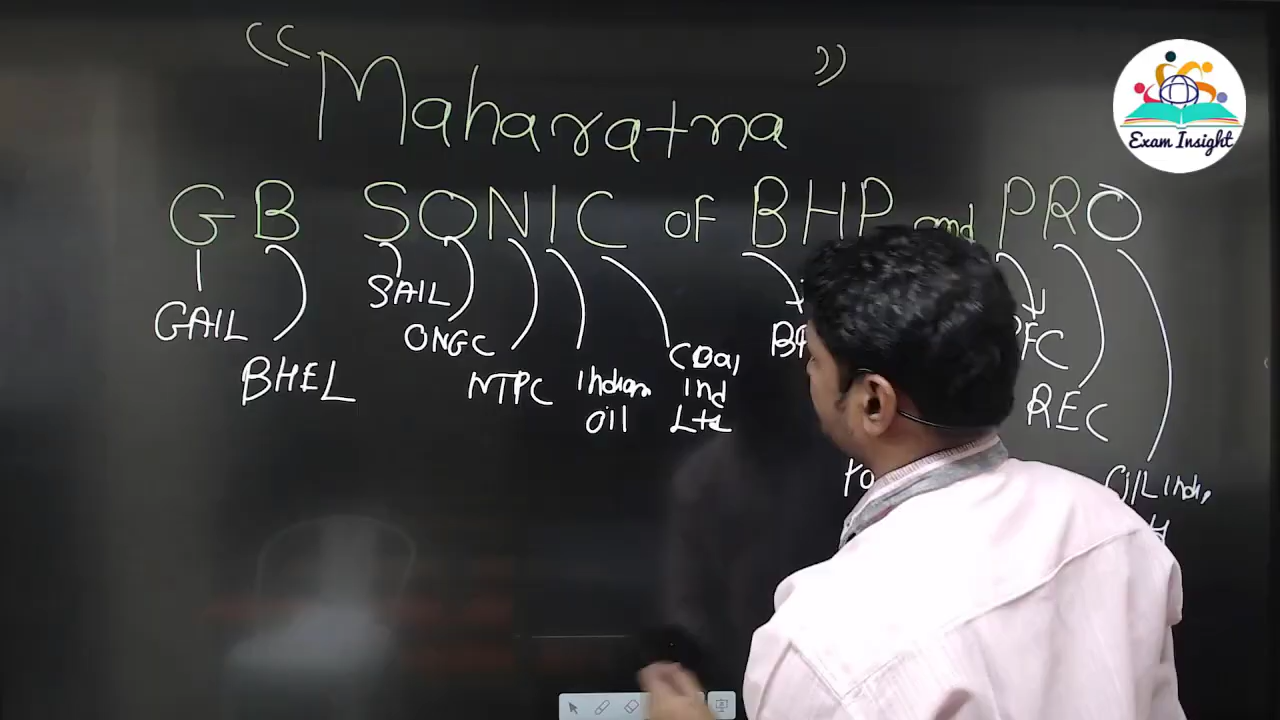 "Maharatna"
Exam Insight
GB SONIC of BHP and PRO
GAIL
BHEL
SAIL
ONGC
NTPC
Indian
oil
Coal
Ind
Ltd
REC